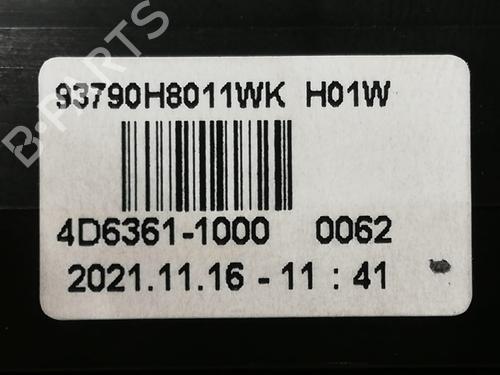 93790H8011WK H01W
4D6361-1000 0062
2021.11.16 - 11 : 41
B-PARTS